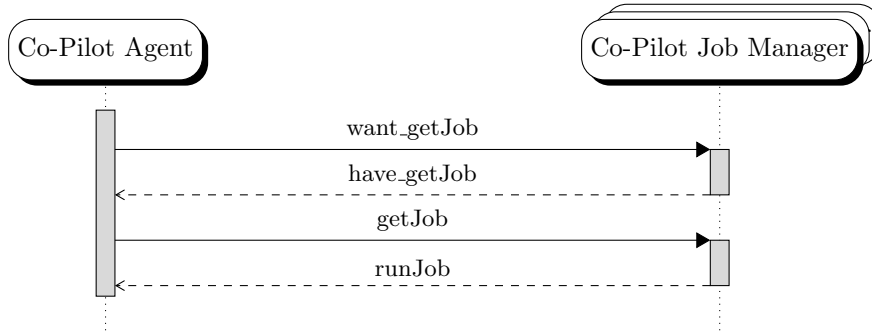 Co-Pilot Agent
Co-Pilot Job Manager
want_getJob
have_getJob
getJob
runJob